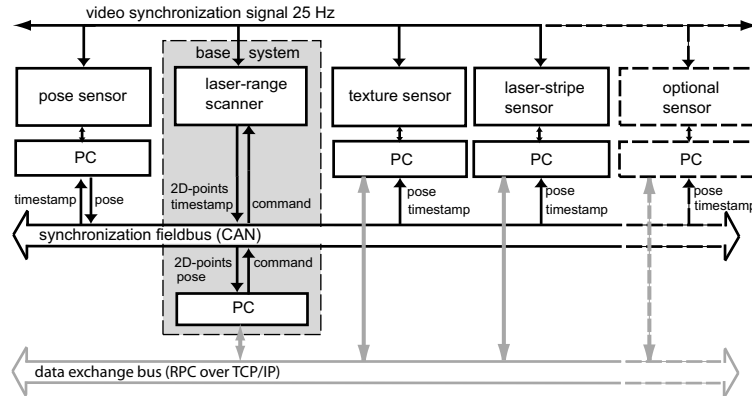 video synchronization signal 25 Hz
base system
pose sensor
laser-range
scanner
texture sensor
laser-stripe
sensor
optional
sensor
PC
PC
PC
PC
timestamp
pose
2D-points
timestamp
command
pose
timestamp
pose
timestamp
pose
timestamp
synchronization fieldbus (CAN)
2D-points
pose
command
PC
data exchange bus (RPC over TCP/IP)